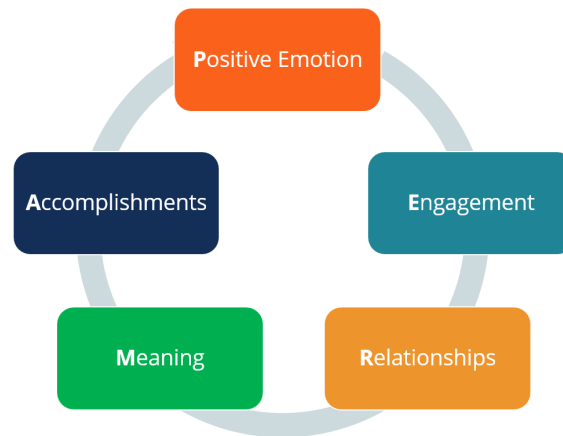 Positive Emotion
Engagement
Relationships
Meaning
Accomplishments